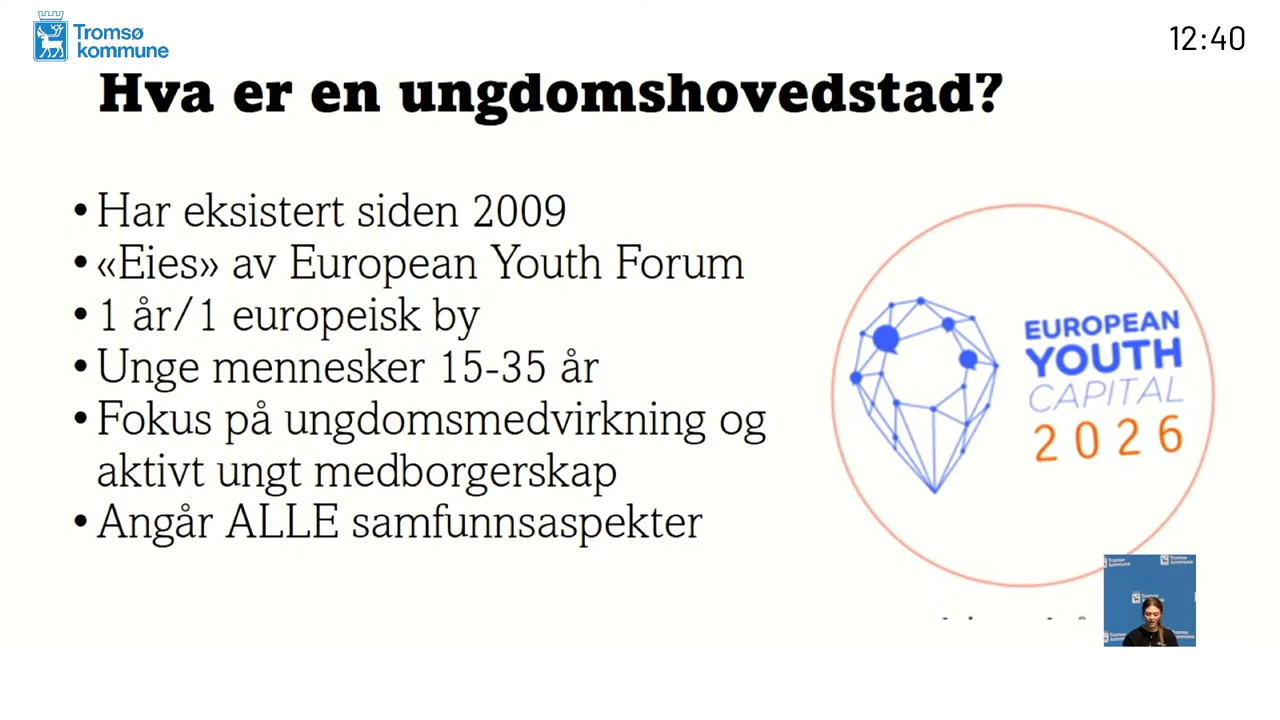 Tromsø
kommune
12:40
Hva er en ungdomshovedstad?
• Har eksistert siden 2009
• «Eies» av European Youth Forum
• 1 år/1 europeisk by
• Unge mennesker 15-35 år
• Fokus på ungdomsmedvirkning og
aktivt ungt medborgerskap
• Angår ALLE samfunnsaspekter
EUROPEAN
YOUTH
CAPITAL
2026